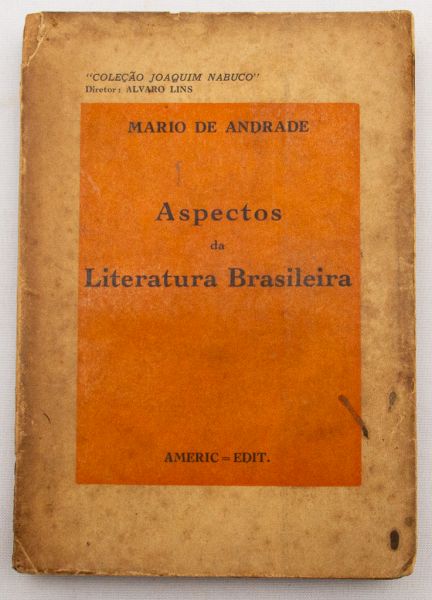 "COLEÇÃO JOAQUIM NABUCO"
Diretor: ALVARO LINS
MARIO DE ANDRADE
Aspectos
da
Literatura Brasileira
AMERIC = EDIT.